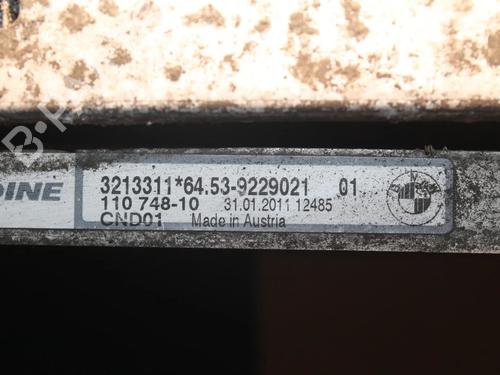 DINE
3213311*64.53-9229021 01
110 748-10 31.01.2011 12485
CND01 Made in Austria